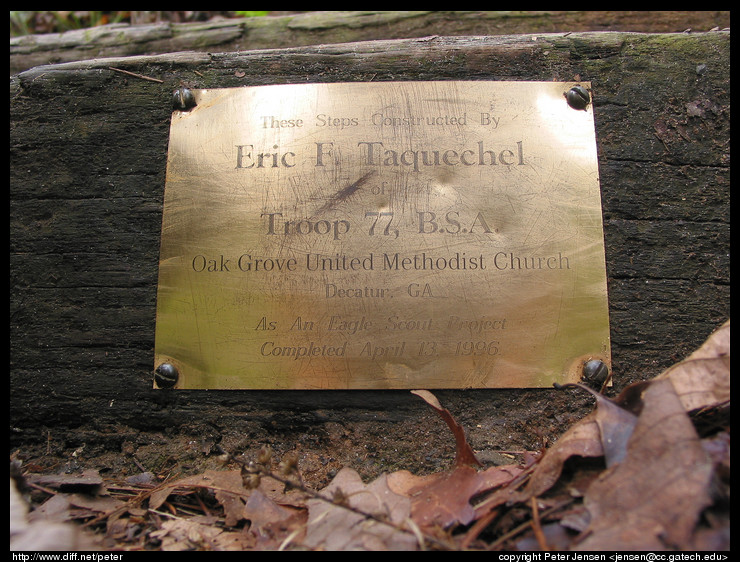 These Steps Constructed By
Eric F. Taquechel
of
Troop 77, B.S.A.
Oak Grove United Methodist Church
Decatur, GA
As An Eagle Scout Project
Completed April 13, 1996
http://www.diff.net/peter
copyright Peter Jensen <jensen@cc.gatech.edu>